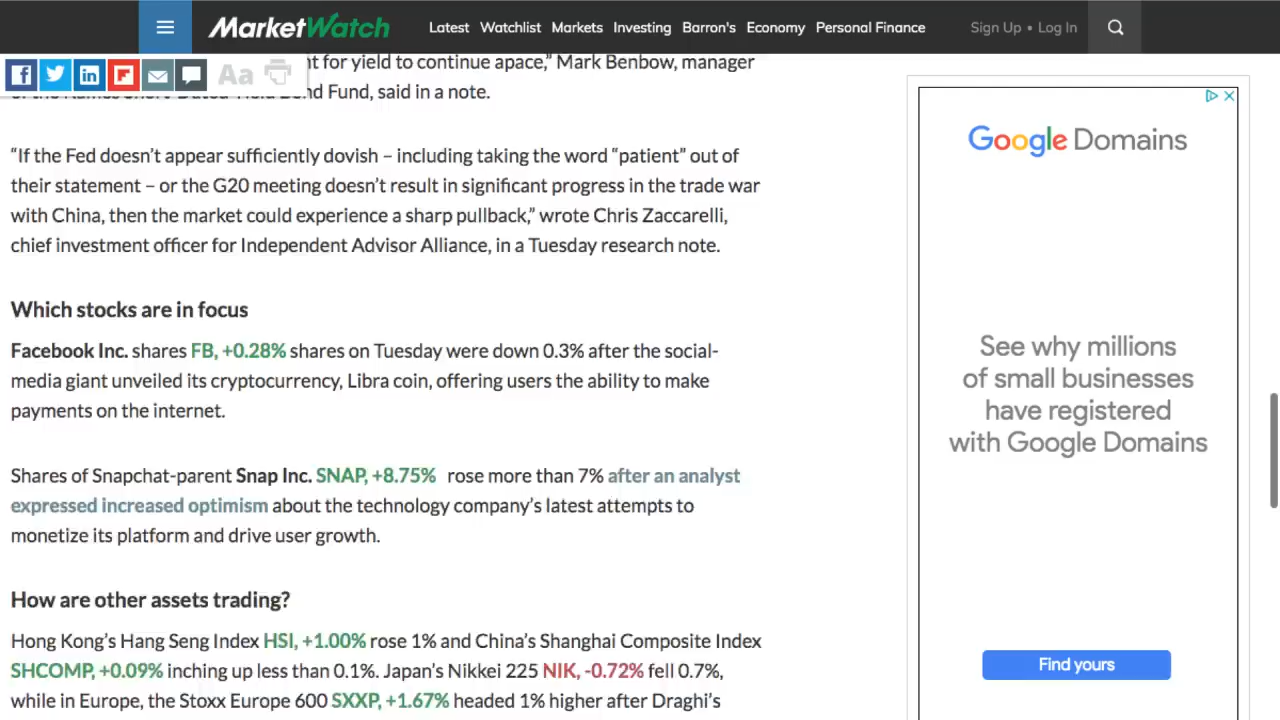 MarketWatch
Latest Watchlist Markets Investing Barron's Economy Personal Finance
Sign Up • Log In
Aa
nt for yield to continue apace,” Mark Benbow, manager
nd Fund, said in a note.
“If the Fed doesn’t appear sufficiently dovish – including taking the word “patient” out of
their statement – or the G20 meeting doesn’t result in significant progress in the trade war
with China, then the market could experience a sharp pullback,” wrote Chris Zaccarelli,
chief investment officer for Independent Advisor Alliance, in a Tuesday research note.
Which stocks are in focus
Facebook Inc. shares FB, +0.28% shares on Tuesday were down 0.3% after the social-
media giant unveiled its cryptocurrency, Libra coin, offering users the ability to make
payments on the internet.
Shares of Snapchat-parent Snap Inc. SNAP, +8.75% rose more than 7% after an analyst
expressed increased optimism about the technology company’s latest attempts to
monetize its platform and drive user growth.
How are other assets trading?
Hong Kong’s Hang Seng Index HSI, +1.00% rose 1% and China’s Shanghai Composite Index
SHCOMP, +0.09% inching up less than 0.1%. Japan’s Nikkei 225 NIK, -0.72% fell 0.7%,
while in Europe, the Stoxx Europe 600 SXXP, +1.67% headed 1% higher after Draghi’s
Google Domains
See why millions
of small businesses
have registered
with Google Domains
Find yours